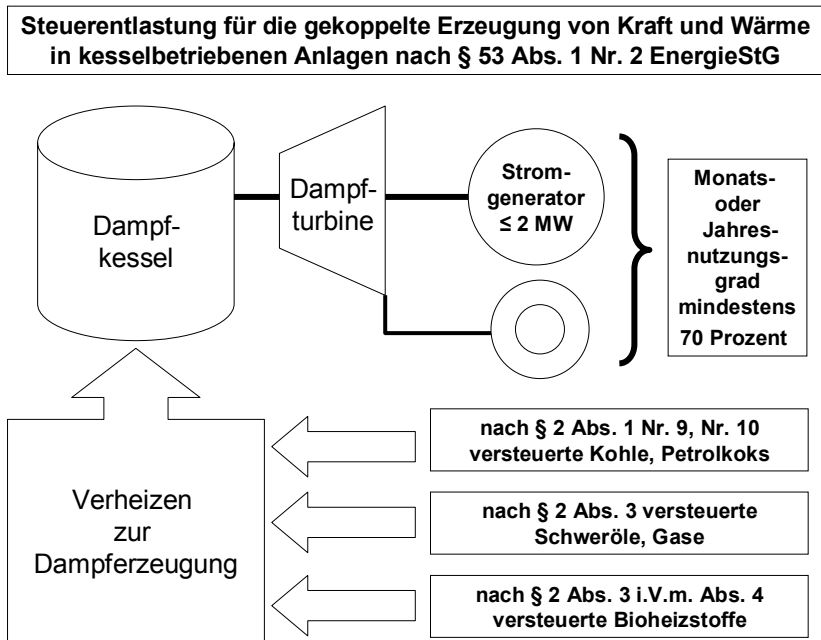 Steuerentlastung für die gekoppelte Erzeugung von Kraft und Wärme
in kesselbetriebenen Anlagen nach § 53 Abs. 1 Nr. 2 EnergieStG
Dampf-
kessel
Dampf-
turbine
Strom-
generator
≤ 2 MW
Monats-
oder
Jahres-
nutzungs-
grad
mindestens
70 Prozent
Verheizen
zur
Dampferzeugung
nach § 2 Abs. 1 Nr. 9, Nr. 10
versteuerte Kohle, Petrolkoks
nach § 2 Abs. 3 versteuerte
Schweröle, Gase
nach § 2 Abs. 3 i.V.m. Abs. 4
versteuerte Bioheizstoffe